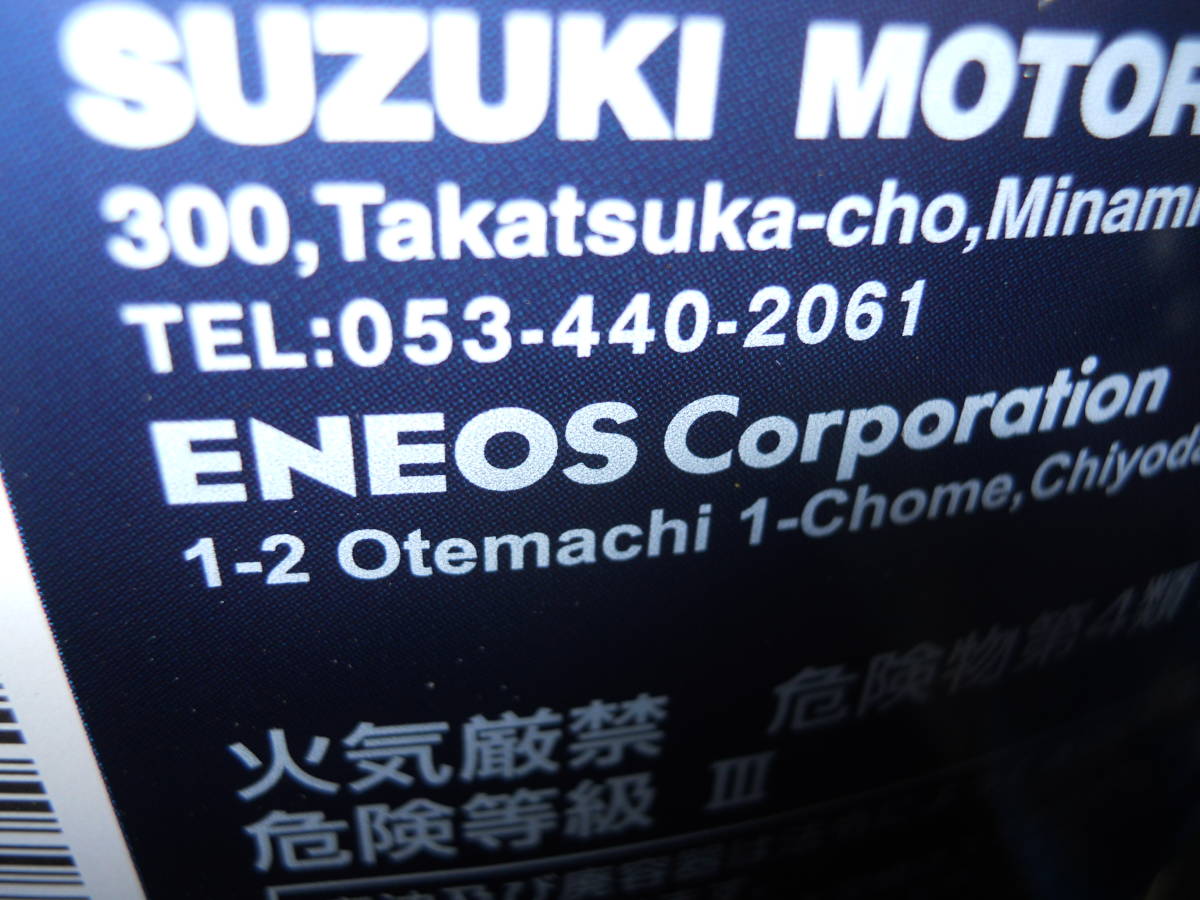 SUZUKI MOTOR
300,Takatsuka-cho,Minami
TEL:053-440-2061
ENEOS Corporation
1-2 Otemachi 1-Chome,Chiyoda
火気厳禁 危険物第4類
危険等級 III